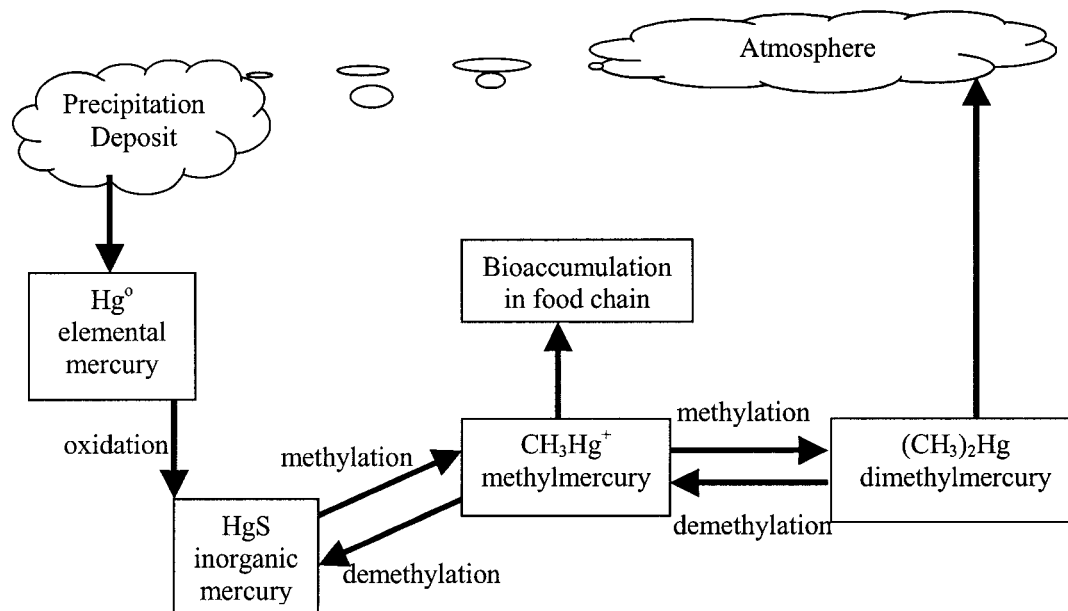 Atmosphere
Precipitation
Deposit
Bioaccumulation
in food chain
Hg⁰
elemental
mercury
oxidation
methylation
CH₃Hg⁺
methylmercury
methylation
(CH₃)₂Hg
dimethylmercury
demethylation
HgS
inorganic
mercury
demethylation